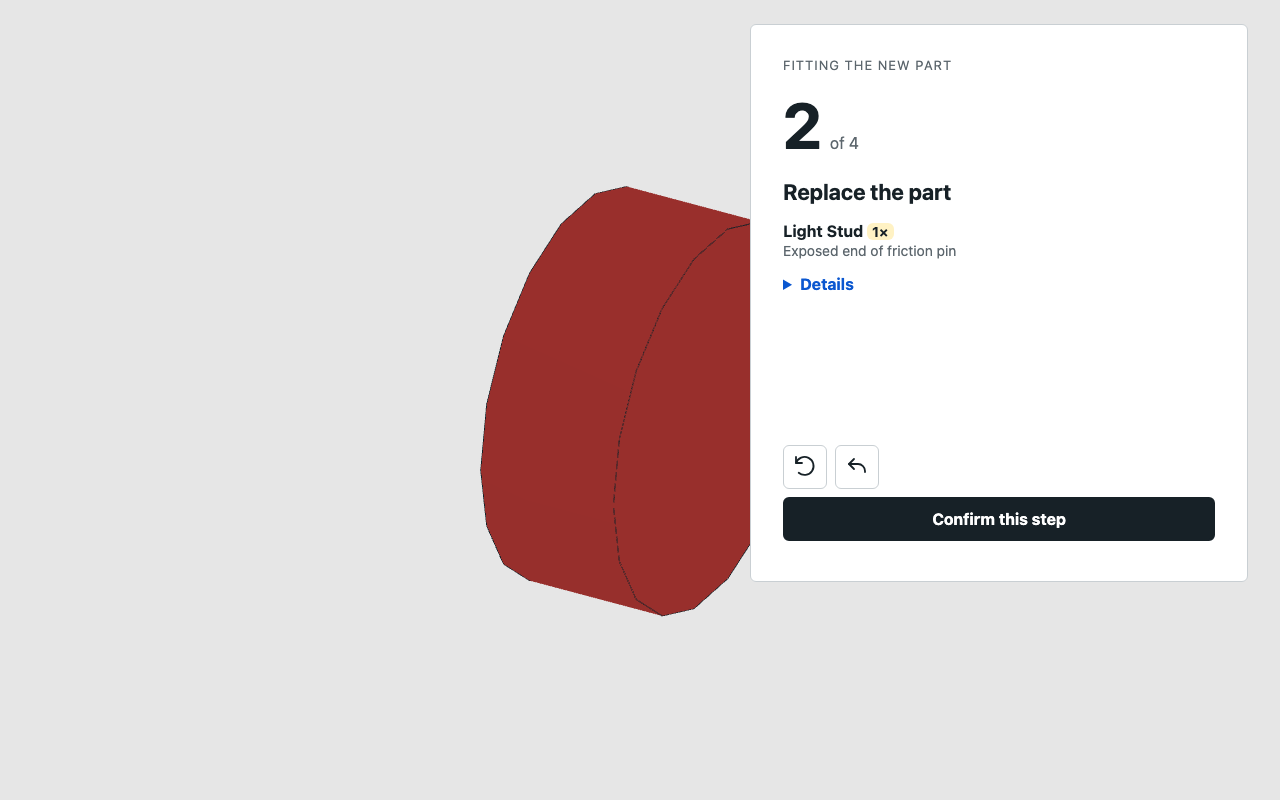 FITTING THE NEW PART
2 of 4
Replace the part
Light Stud 1×
Exposed end of friction pin
Details
Confirm this step